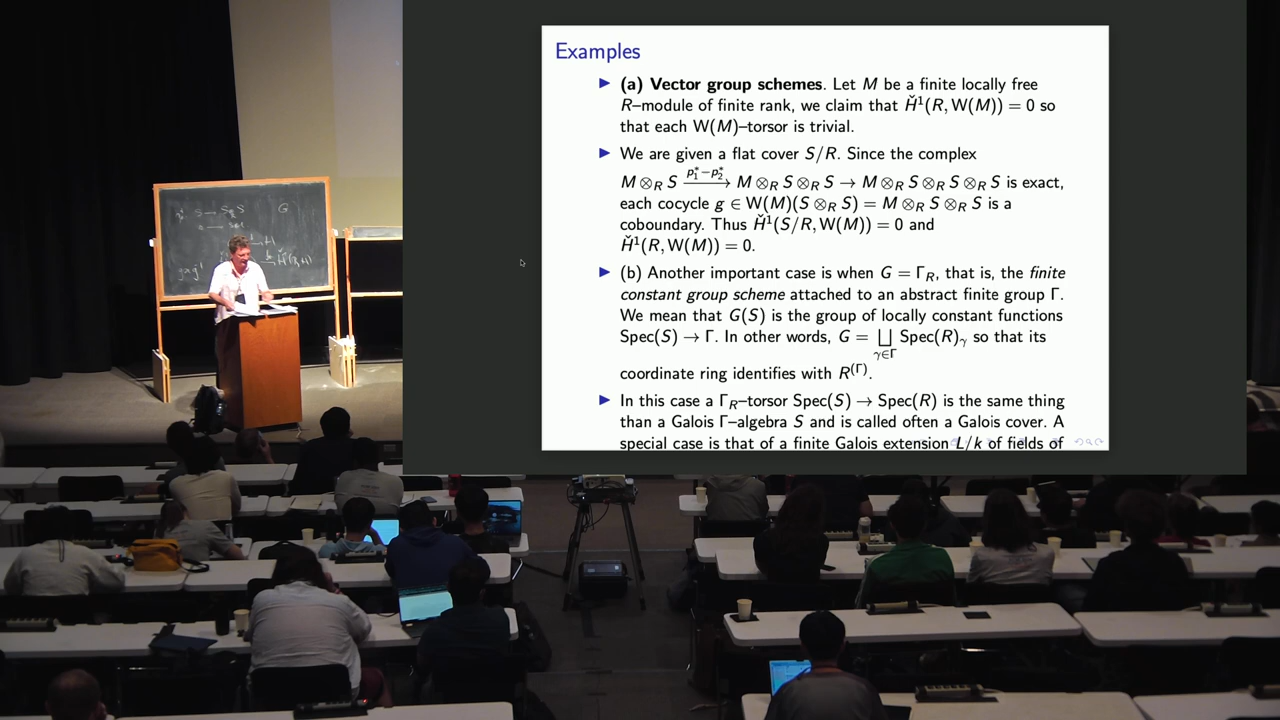 Examples
▶ (a) Vector group schemes. Let M be a finite locally free
R–module of finite rank, we claim that Ȟ¹(R, W(M)) = 0 so
that each W(M)–torsor is trivial.
▶ We are given a flat cover S/R. Since the complex
M ⊗_R S \xrightarrow{p₁* − p₂*} M ⊗_R S ⊗_R S → M ⊗_R S ⊗_R S ⊗_R S is exact,
each cocycle g ∈ W(M)(S ⊗_R S) = M ⊗_R S ⊗_R S is a
coboundary. Thus Ȟ¹(S/R, W(M)) = 0 and
Ȟ¹(R, W(M)) = 0.
▶ (b) Another important case is when G = Γ_R, that is, the finite
constant group scheme attached to an abstract finite group Γ.
We mean that G(S) is the group of locally constant functions
Spec(S) → Γ. In other words, G = ⨆_{γ∈Γ} Spec(R)_γ so that its
coordinate ring identifies with R^{(Γ)}.
▶ In this case a Γ_R–torsor Spec(S) → Spec(R) is the same thing
than a Galois Γ–algebra S and is called often a Galois cover. A
special case is that of a finite Galois extension L/k of fields of